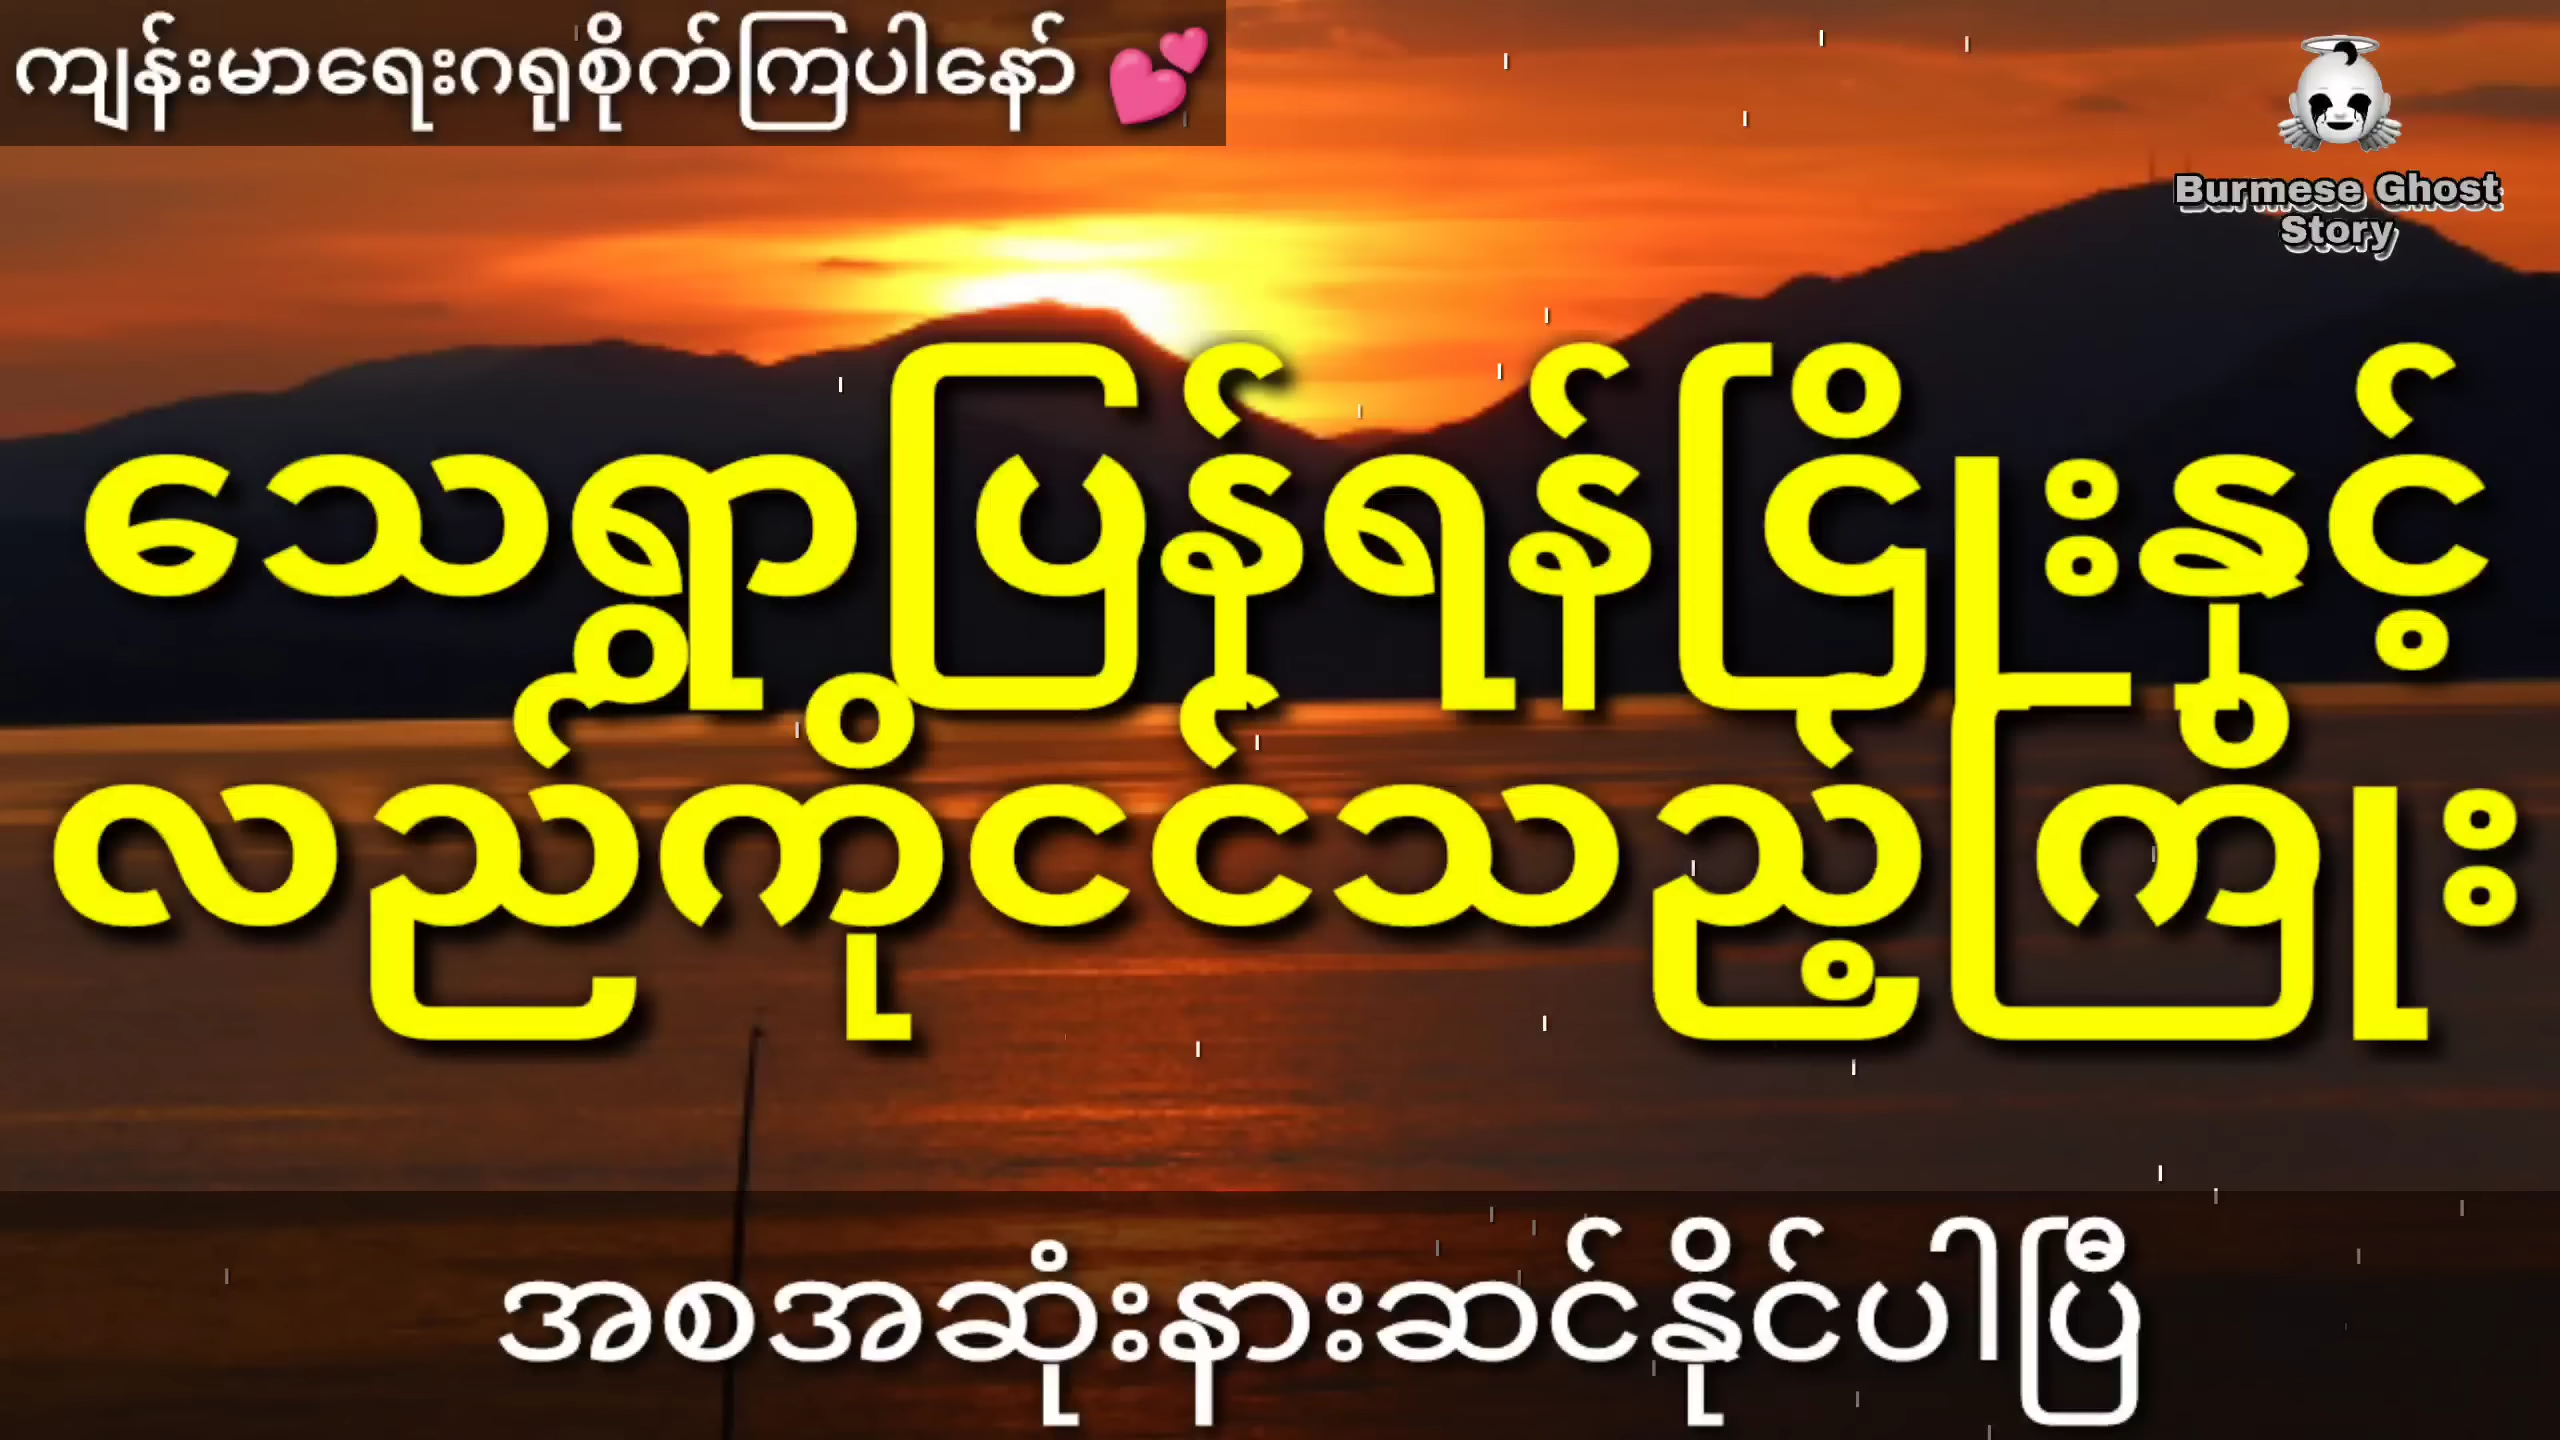 ကျန်းမာရေးဂရုစိုက်ကြပါနော် 💕
Burmese Ghost
Story
သေရွာပြန်ရန်ငြိုးနှင့်
လည်ကိုငင်သည့်ကြိုး
အစအဆုံးနားဆင်နိုင်ပါပြီ